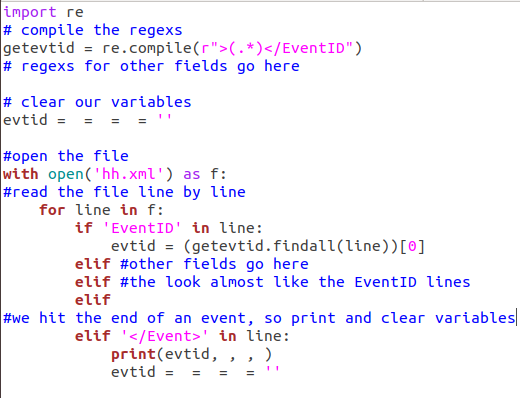 import re
# compile the regexs
getevtid = re.compile(r">(.*)</EventID")
# regexs for other fields go here

# clear our variables
evtid =  =  =  = ''

#open the file
with open('hh.xml') as f:
#read the file line by line
    for line in f:
        if 'EventID' in line:
            evtid = (getevtid.findall(line))[0]
        elif #other fields go here
        elif #the look almost like the EventID lines
        elif
#we hit the end of an event, so print and clear variables
        elif '</Event>' in line:
            print(evtid, , , )
            evtid =  =  =  = ''